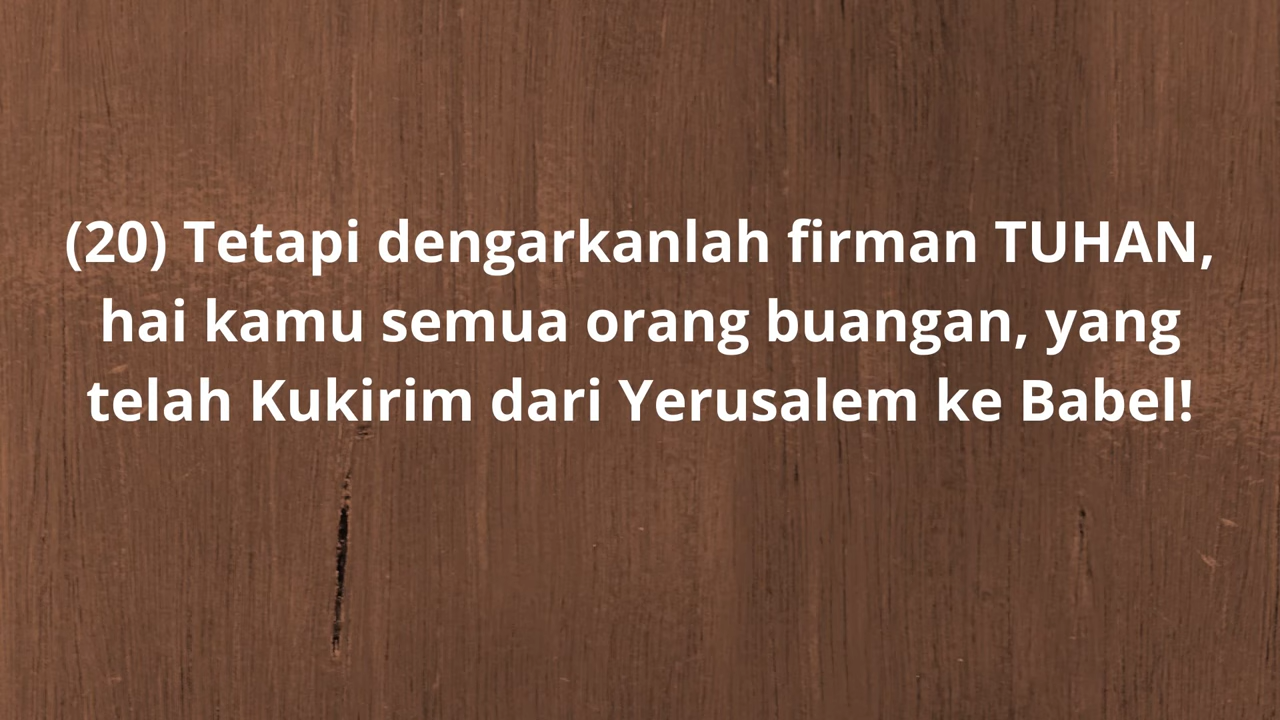 (20) Tetapi dengarkanlah firman TUHAN,
hai kamu semua orang buangan, yang
telah Kukirim dari Yerusalem ke Babel!